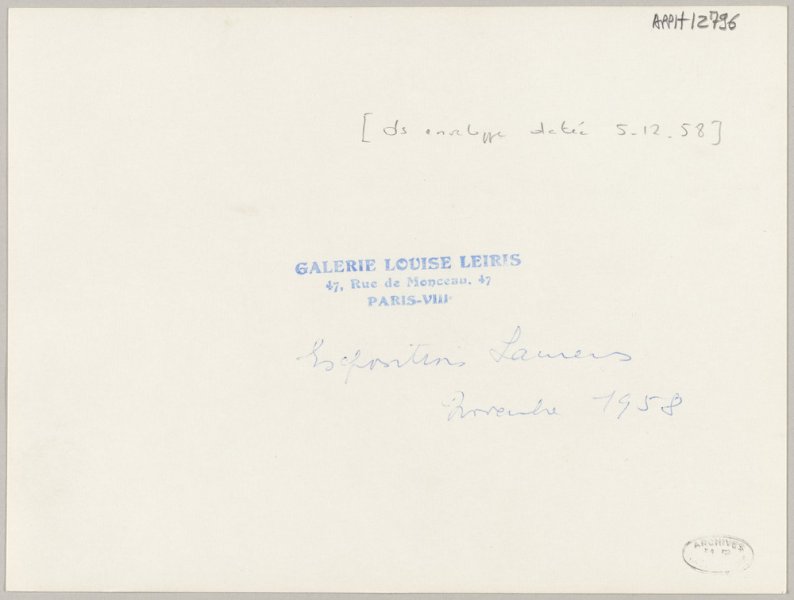 APPH12796
[ds enveloppe datée 5-12-58]
GALERIE LOUISE LEIRIS
47, Rue de Monceau, 47
PARIS-VIII
Exposition Laurens
Novembre 1958
ARCHIVES